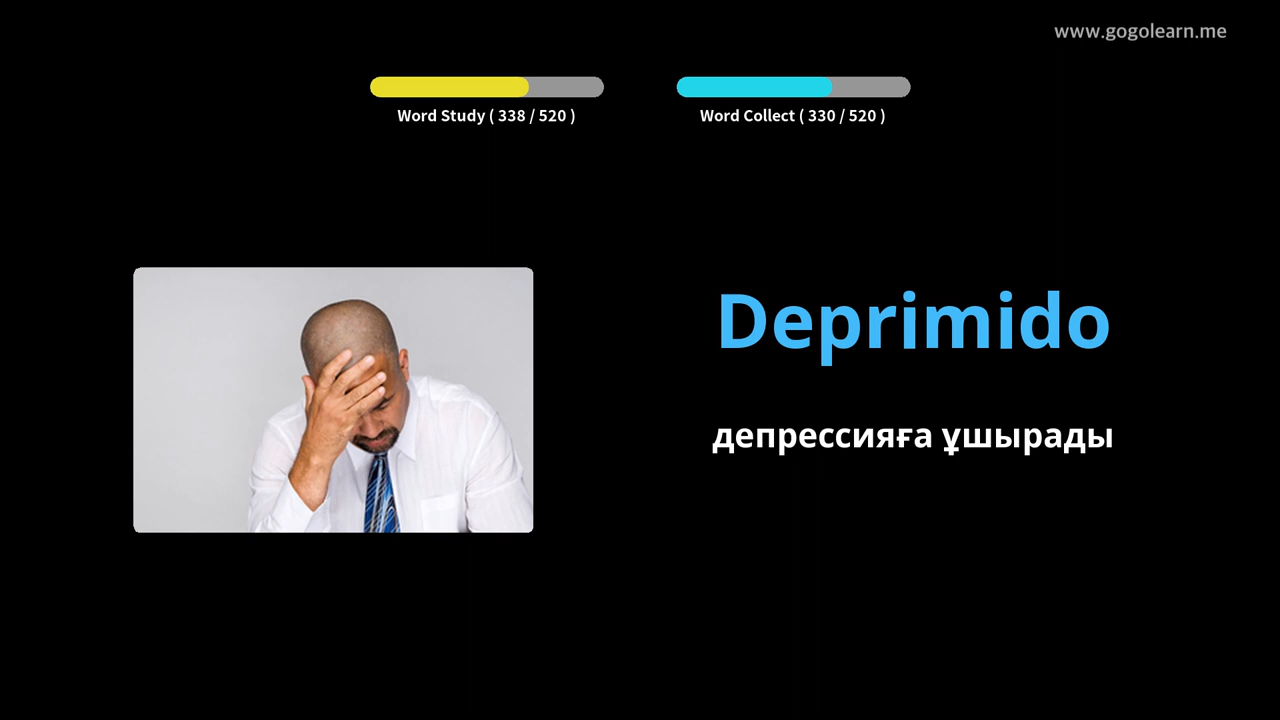 www.gogolearn.me
Word Study ( 338 / 520 )
Word Collect ( 330 / 520 )
Deprimido
депрессияға ұшырады